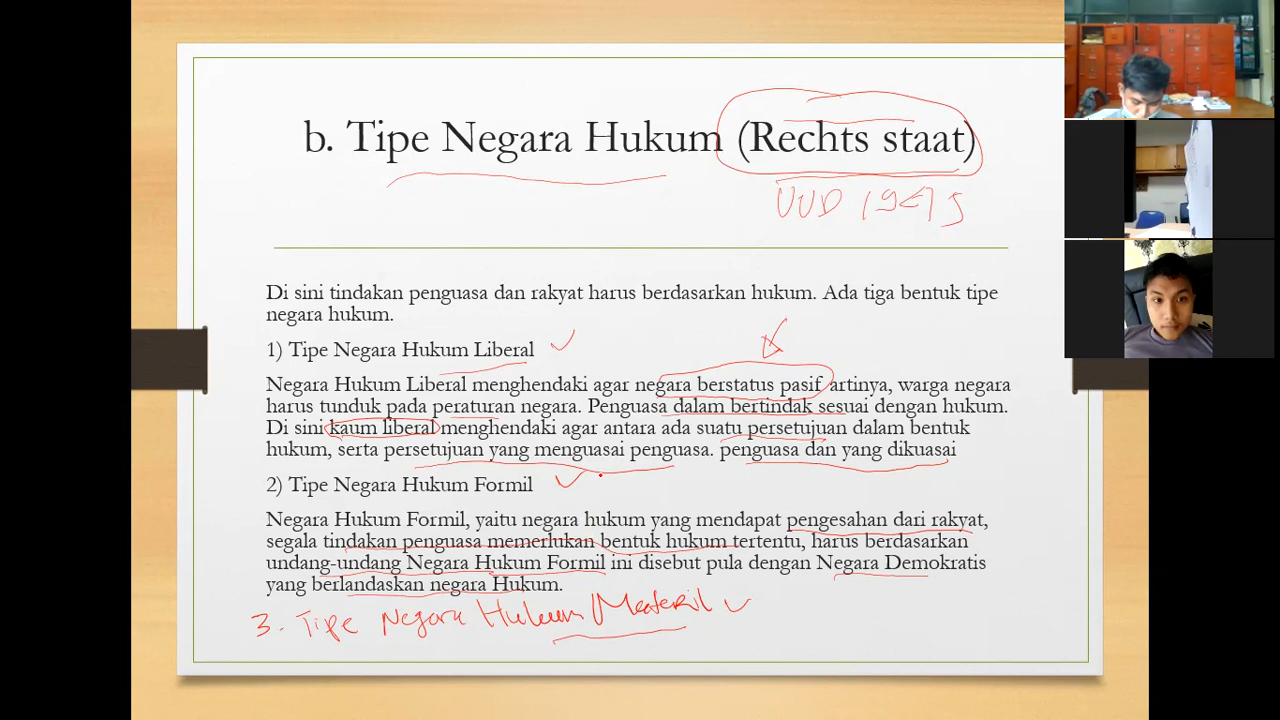 b. Tipe Negara Hukum (Rechts staat)
UUD 1945
Di sini tindakan penguasa dan rakyat harus berdasarkan hukum. Ada tiga bentuk tipe
negara hukum.
1) Tipe Negara Hukum Liberal
Negara Hukum Liberal menghendaki agar negara berstatus pasif artinya, warga negara
harus tunduk pada peraturan negara. Penguasa dalam bertindak sesuai dengan hukum.
Di sini kaum liberal menghendaki agar antara ada suatu persetujuan dalam bentuk
hukum, serta persetujuan yang menguasai penguasa. penguasa dan yang dikuasai
2) Tipe Negara Hukum Formil
Negara Hukum Formil, yaitu negara hukum yang mendapat pengesahan dari rakyat,
segala tindakan penguasa memerlukan bentuk hukum tertentu, harus berdasarkan
undang-undang Negara Hukum Formil ini disebut pula dengan Negara Demokratis
yang berlandaskan negara Hukum.
3. Tipe Negara Hukum Materiil